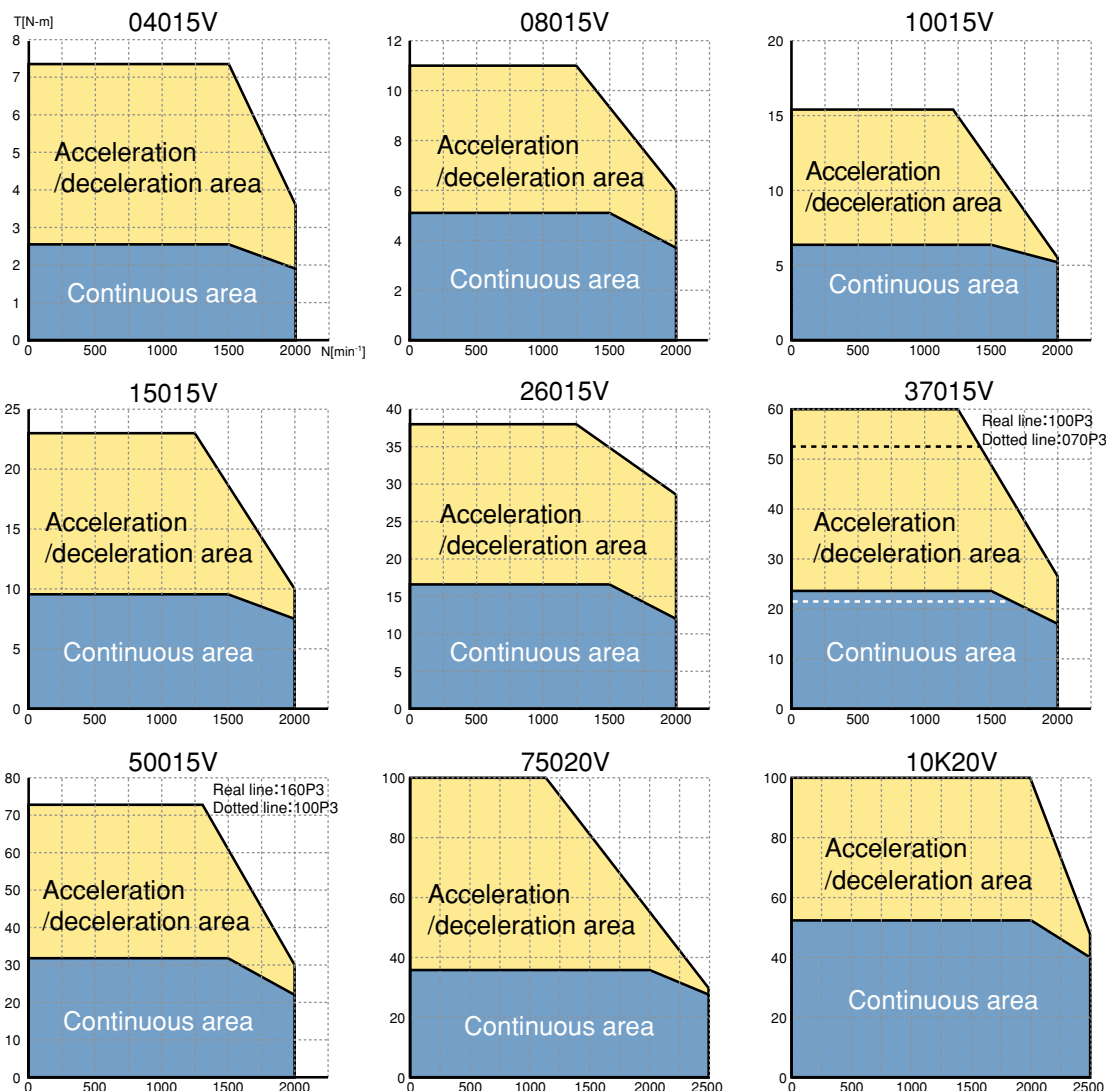 T[N-m]
04015V
8
7
6
5
4
3
2
1
0
Acceleration
/deceleration area
Continuous area
0 500 1000 1500 2000
N[min⁻¹]
08015V
12
10
8
6
4
2
0
Acceleration
/deceleration area
Continuous area
0 500 1000 1500 2000
10015V
20
15
10
5
0
Acceleration
/deceleration area
Continuous area
0 500 1000 1500 2000
15015V
25
20
15
10
5
0
Acceleration
/deceleration area
Continuous area
0 500 1000 1500 2000
26015V
40
35
30
25
20
15
10
5
0
Acceleration
/deceleration area
Continuous area
0 500 1000 1500 2000
37015V
Real line:100P3
Dotted line:070P3
60
50
40
30
20
10
0
Acceleration
/deceleration area
Continuous area
0 500 1000 1500 2000
50015V
Real line:160P3
Dotted line:100P3
80
70
60
50
40
30
20
10
0
Acceleration
/deceleration area
Continuous area
0 500 1000 1500 2000
75020V
100
80
60
40
20
0
Acceleration
/deceleration area
Continuous area
0 500 1000 1500 2000 2500
10K20V
100
80
60
40
20
0
Acceleration
/deceleration area
Continuous area
0 500 1000 1500 2000 2500